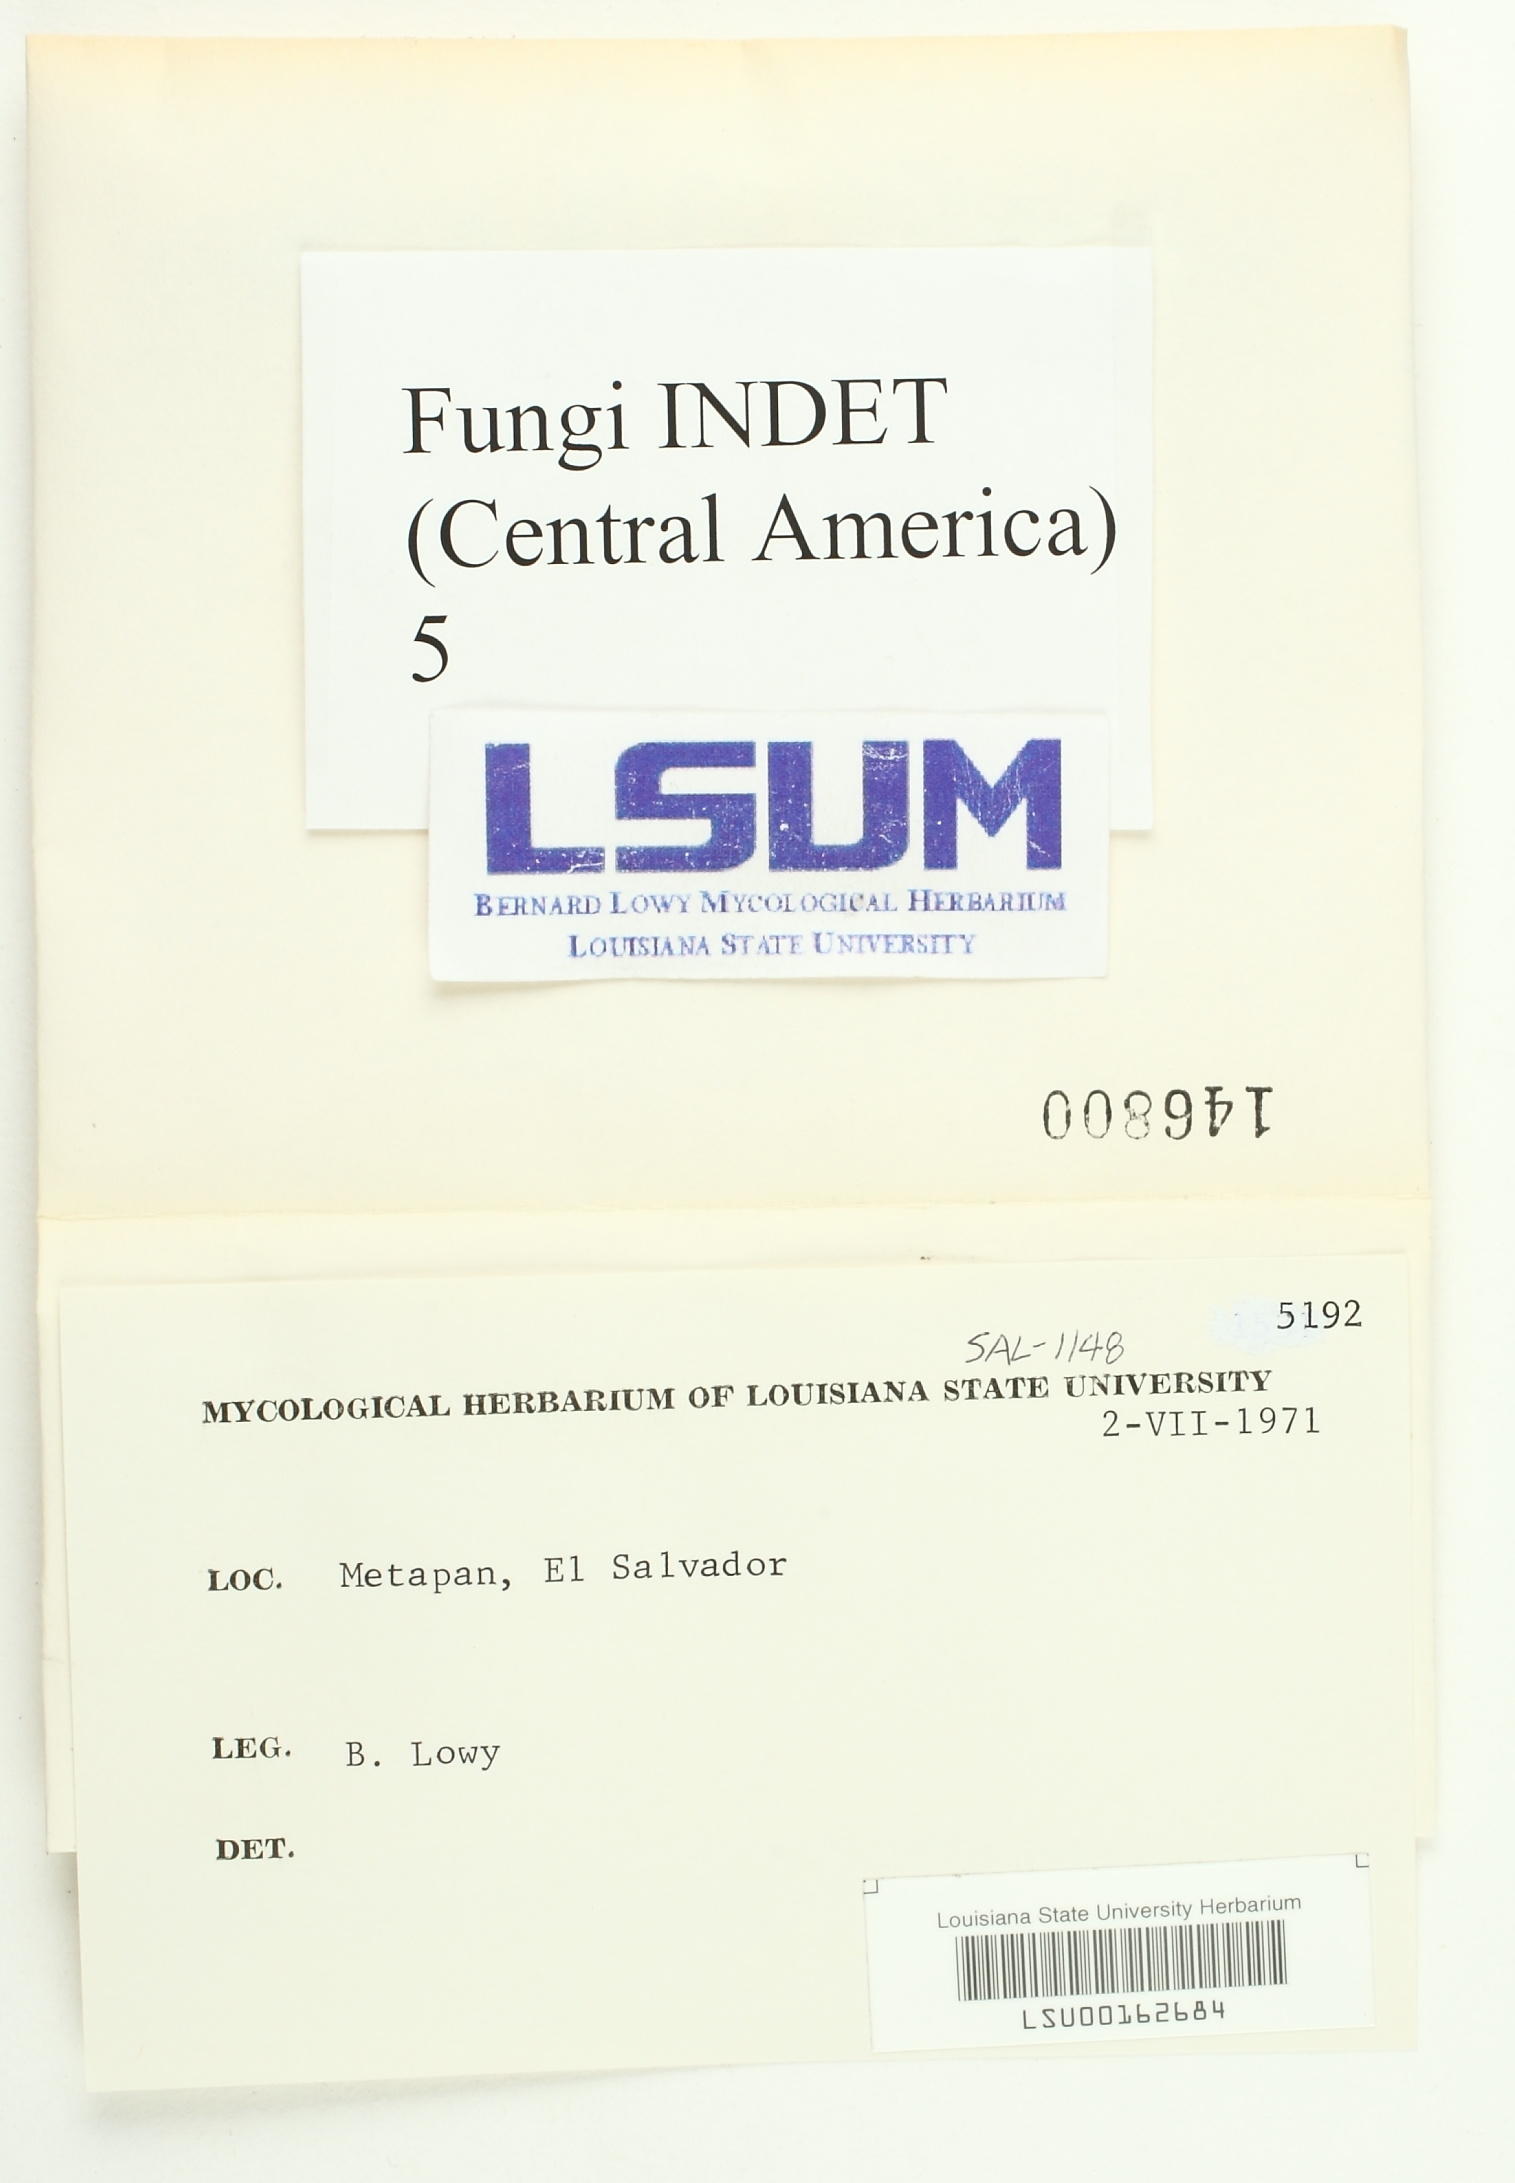 Fungi INDET
(Central America)
5
LSUM
BERNARD LOWY MYCOLOGICAL HERBARIUM
LOUISIANA STATE UNIVERSITY
146800
5192
SAL-1148
MYCOLOGICAL HERBARIUM OF LOUISIANA STATE UNIVERSITY
2-VII-1971
LOC. Metapan, El Salvador
LEG. B. Lowy
DET.
Louisiana State University Herbarium
LSU00162684